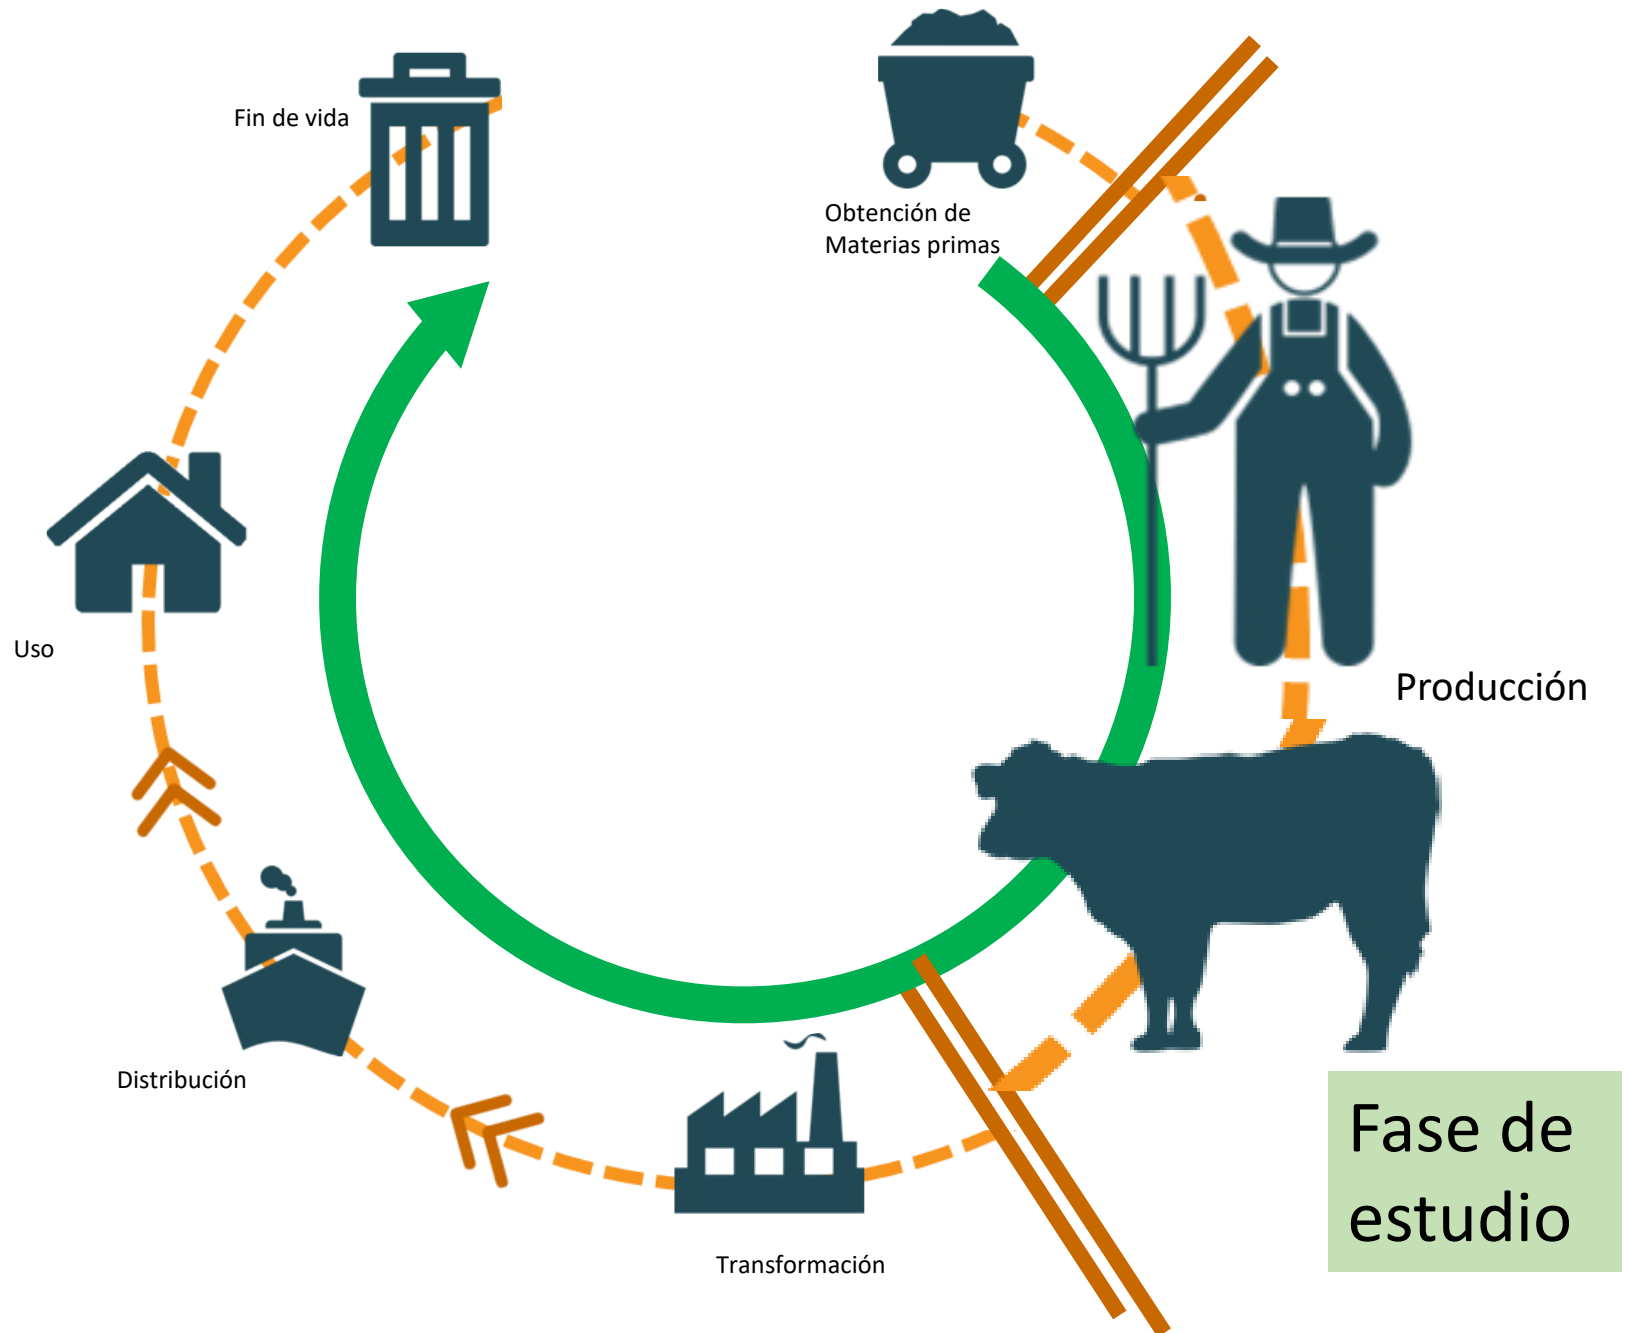 Fin de vida
Obtención de
Materias primas
Producción
Uso
Distribución
Transformación
Fase de
estudio